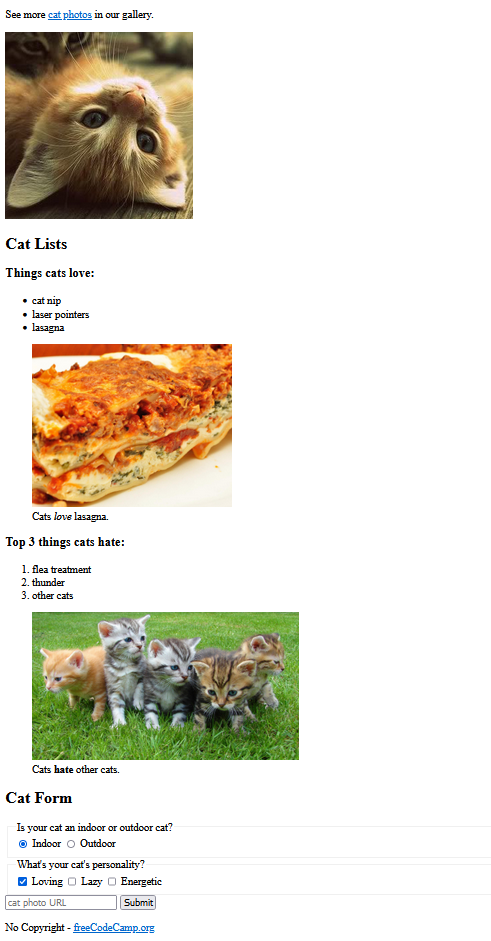 See more cat photos in our gallery.
Cat Lists
Things cats love:
cat nip
laser pointers
lasagna
Cats love lasagna.
Top 3 things cats hate:
1. flea treatment
2. thunder
3. other cats
Cats hate other cats.
Cat Form
Is your cat an indoor or outdoor cat?
Indoor Outdoor
What's your cat's personality?
Loving Lazy Energetic
cat photo URL Submit
No Copyright - freeCodeCamp.org